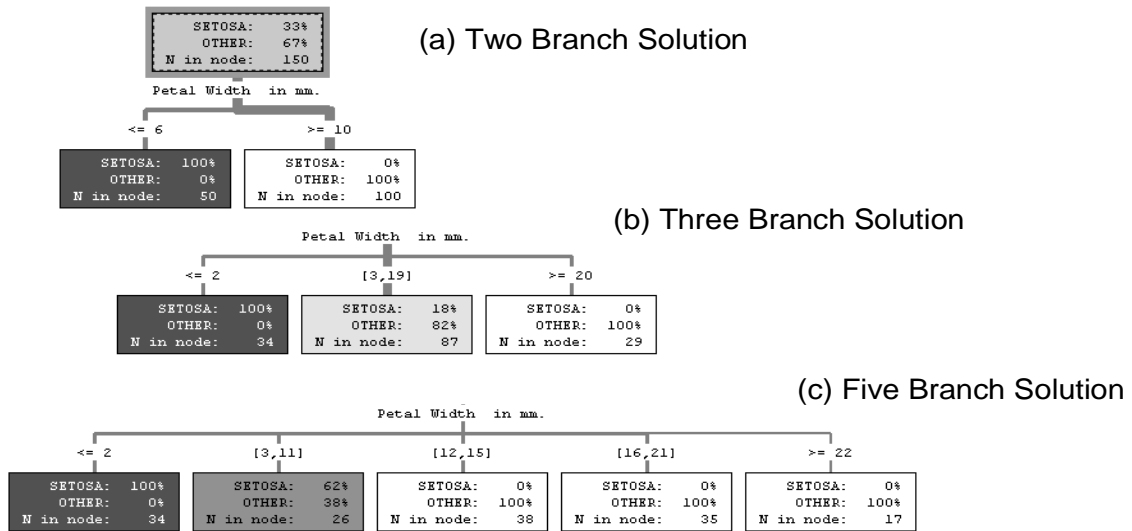 SETOSA: 33%
OTHER: 67%
N in node: 150
(a) Two Branch Solution
Petal Width in mm.
<= 6 >= 10
SETOSA: 100% SETOSA: 0%
OTHER: 0% OTHER: 100%
N in node: 50 N in node: 100
(b) Three Branch Solution
Petal Width in mm.
<= 2 [3,19] >= 20
SETOSA: 100% SETOSA: 18% SETOSA: 0%
OTHER: 0% OTHER: 82% OTHER: 100%
N in node: 34 N in node: 87 N in node: 29
(c) Five Branch Solution
Petal Width in mm.
<= 2 [3,11] [12,15] [16,21] >= 22
SETOSA: 100% SETOSA: 62% SETOSA: 0% SETOSA: 0% SETOSA: 0%
OTHER: 0% OTHER: 38% OTHER: 100% OTHER: 100% OTHER: 100%
N in node: 34 N in node: 26 N in node: 38 N in node: 35 N in node: 17